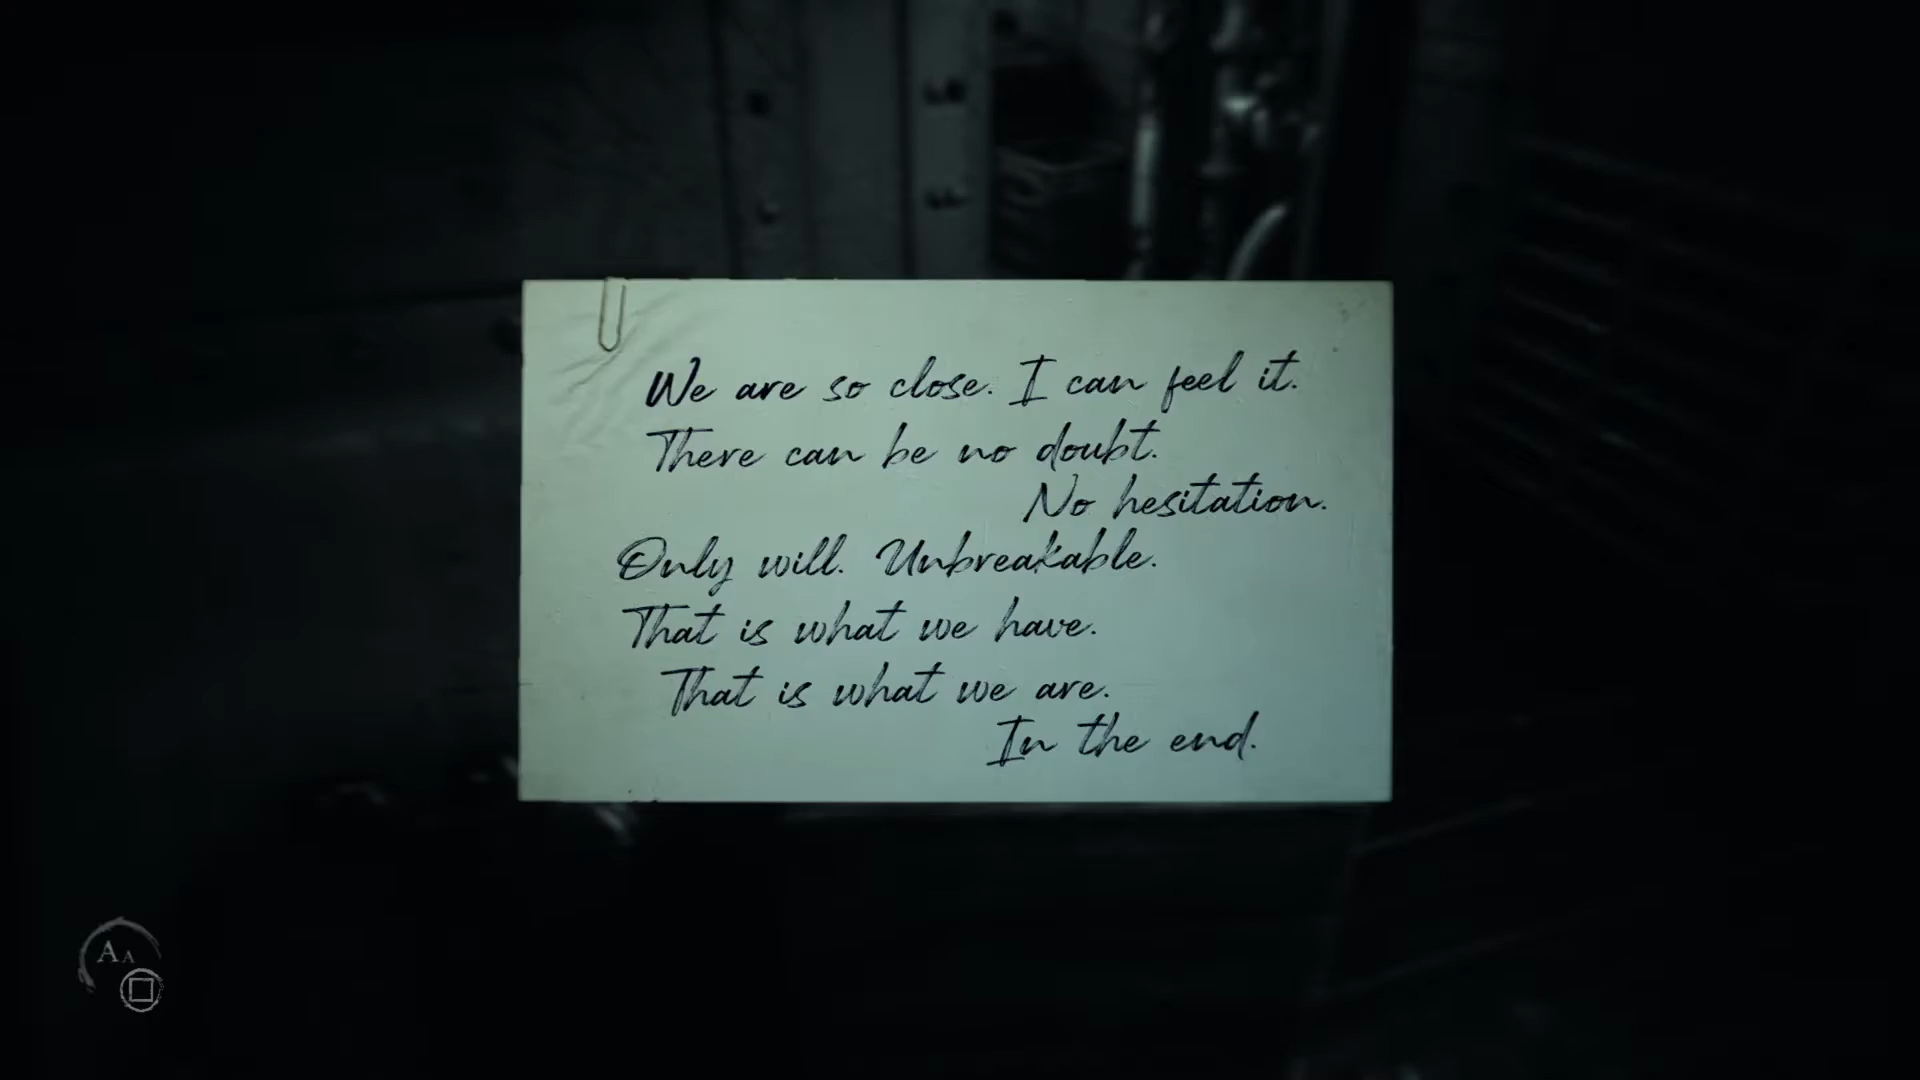 We are so close. I can feel it.
There can be no doubt.
No hesitation.
Only will. Unbreakable.
That is what we have.
That is what we are.
In the end.
AA